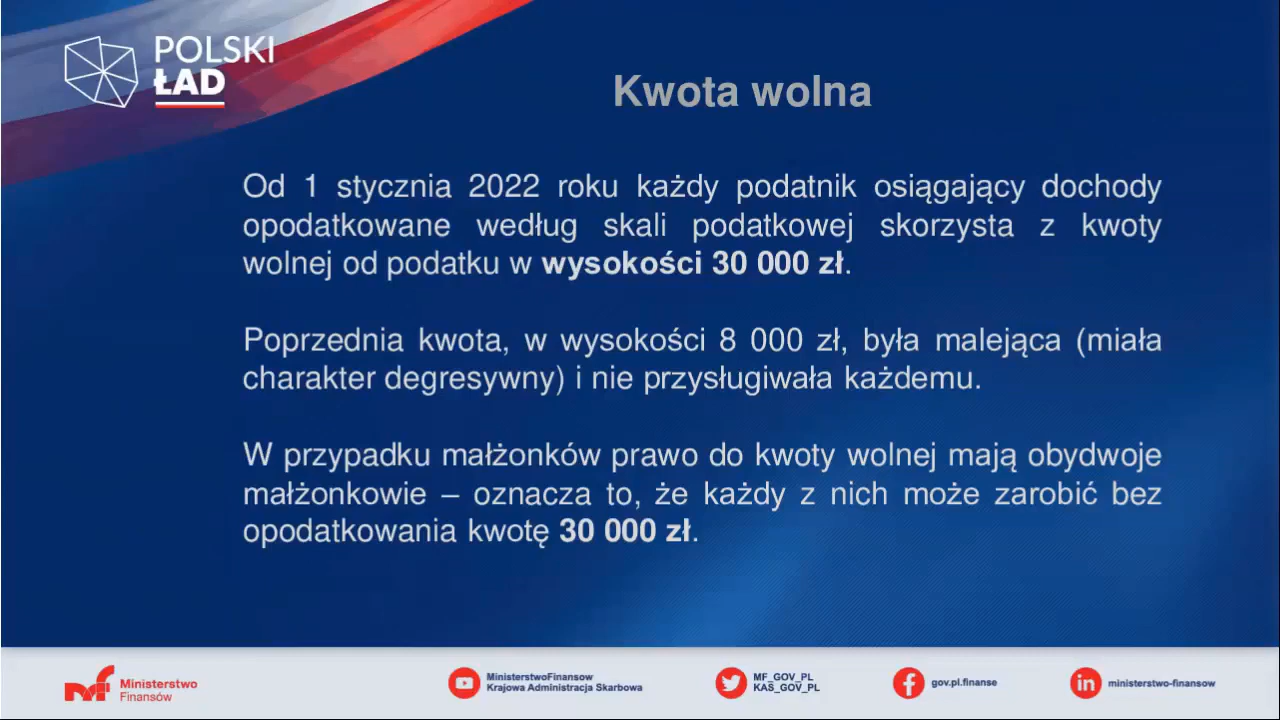 POLSKI
ŁAD
Kwota wolna
Od 1 stycznia 2022 roku każdy podatnik osiągający dochody
opodatkowane według skali podatkowej skorzysta z kwoty
wolnej od podatku w wysokości 30 000 zł.
Poprzednia kwota, w wysokości 8 000 zł, była malejąca (miała
charakter degresywny) i nie przysługiwała każdemu.
W przypadku małżonków prawo do kwoty wolnej mają obydwoje
małżonkowie – oznacza to, że każdy z nich może zarobić bez
opodatkowania kwotę 30 000 zł.
Ministerstwo
Finansów
MinisterstwoFinansow
Krajowa Administracja Skarbowa
MF_GOV_PL
KAS_GOV_PL
gov.pl.finanse
ministerstwo-finansow